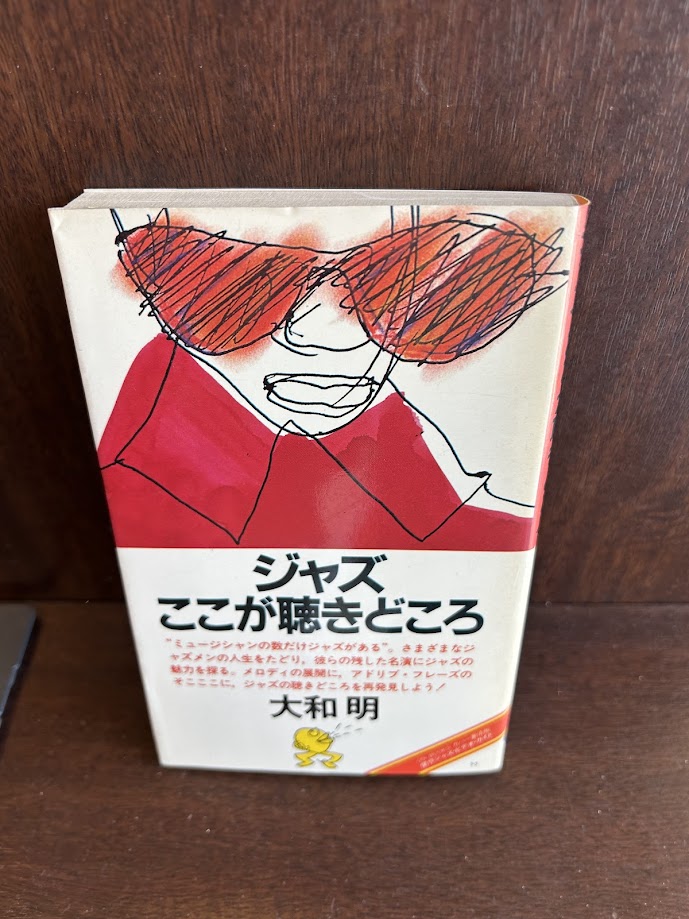 ジャズ
ここが聴きどころ
"ミュージシャンの数だけジャズがある"。さまざまなジ
ャズメンの人生をたどり，彼らの残した名演にジャズの
魅力を探る。メロディの展開に，アドリブ・フレーズの
そこここに，ジャズの聴きどころを再発見しよう！
大和 明